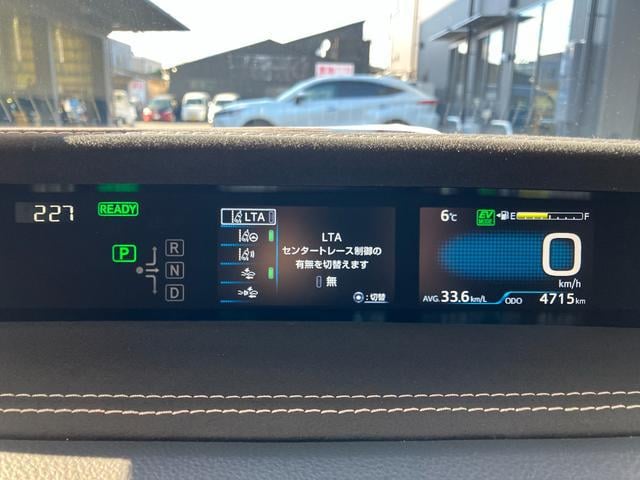 227
READY
P
R
N
D
LTA
LTA
センタートレース制御の
有無を切替えます
無
:切替
6℃
EV
MODE
E F
0
km/h
AVG. 33.6 km/L
ODO 4715 km